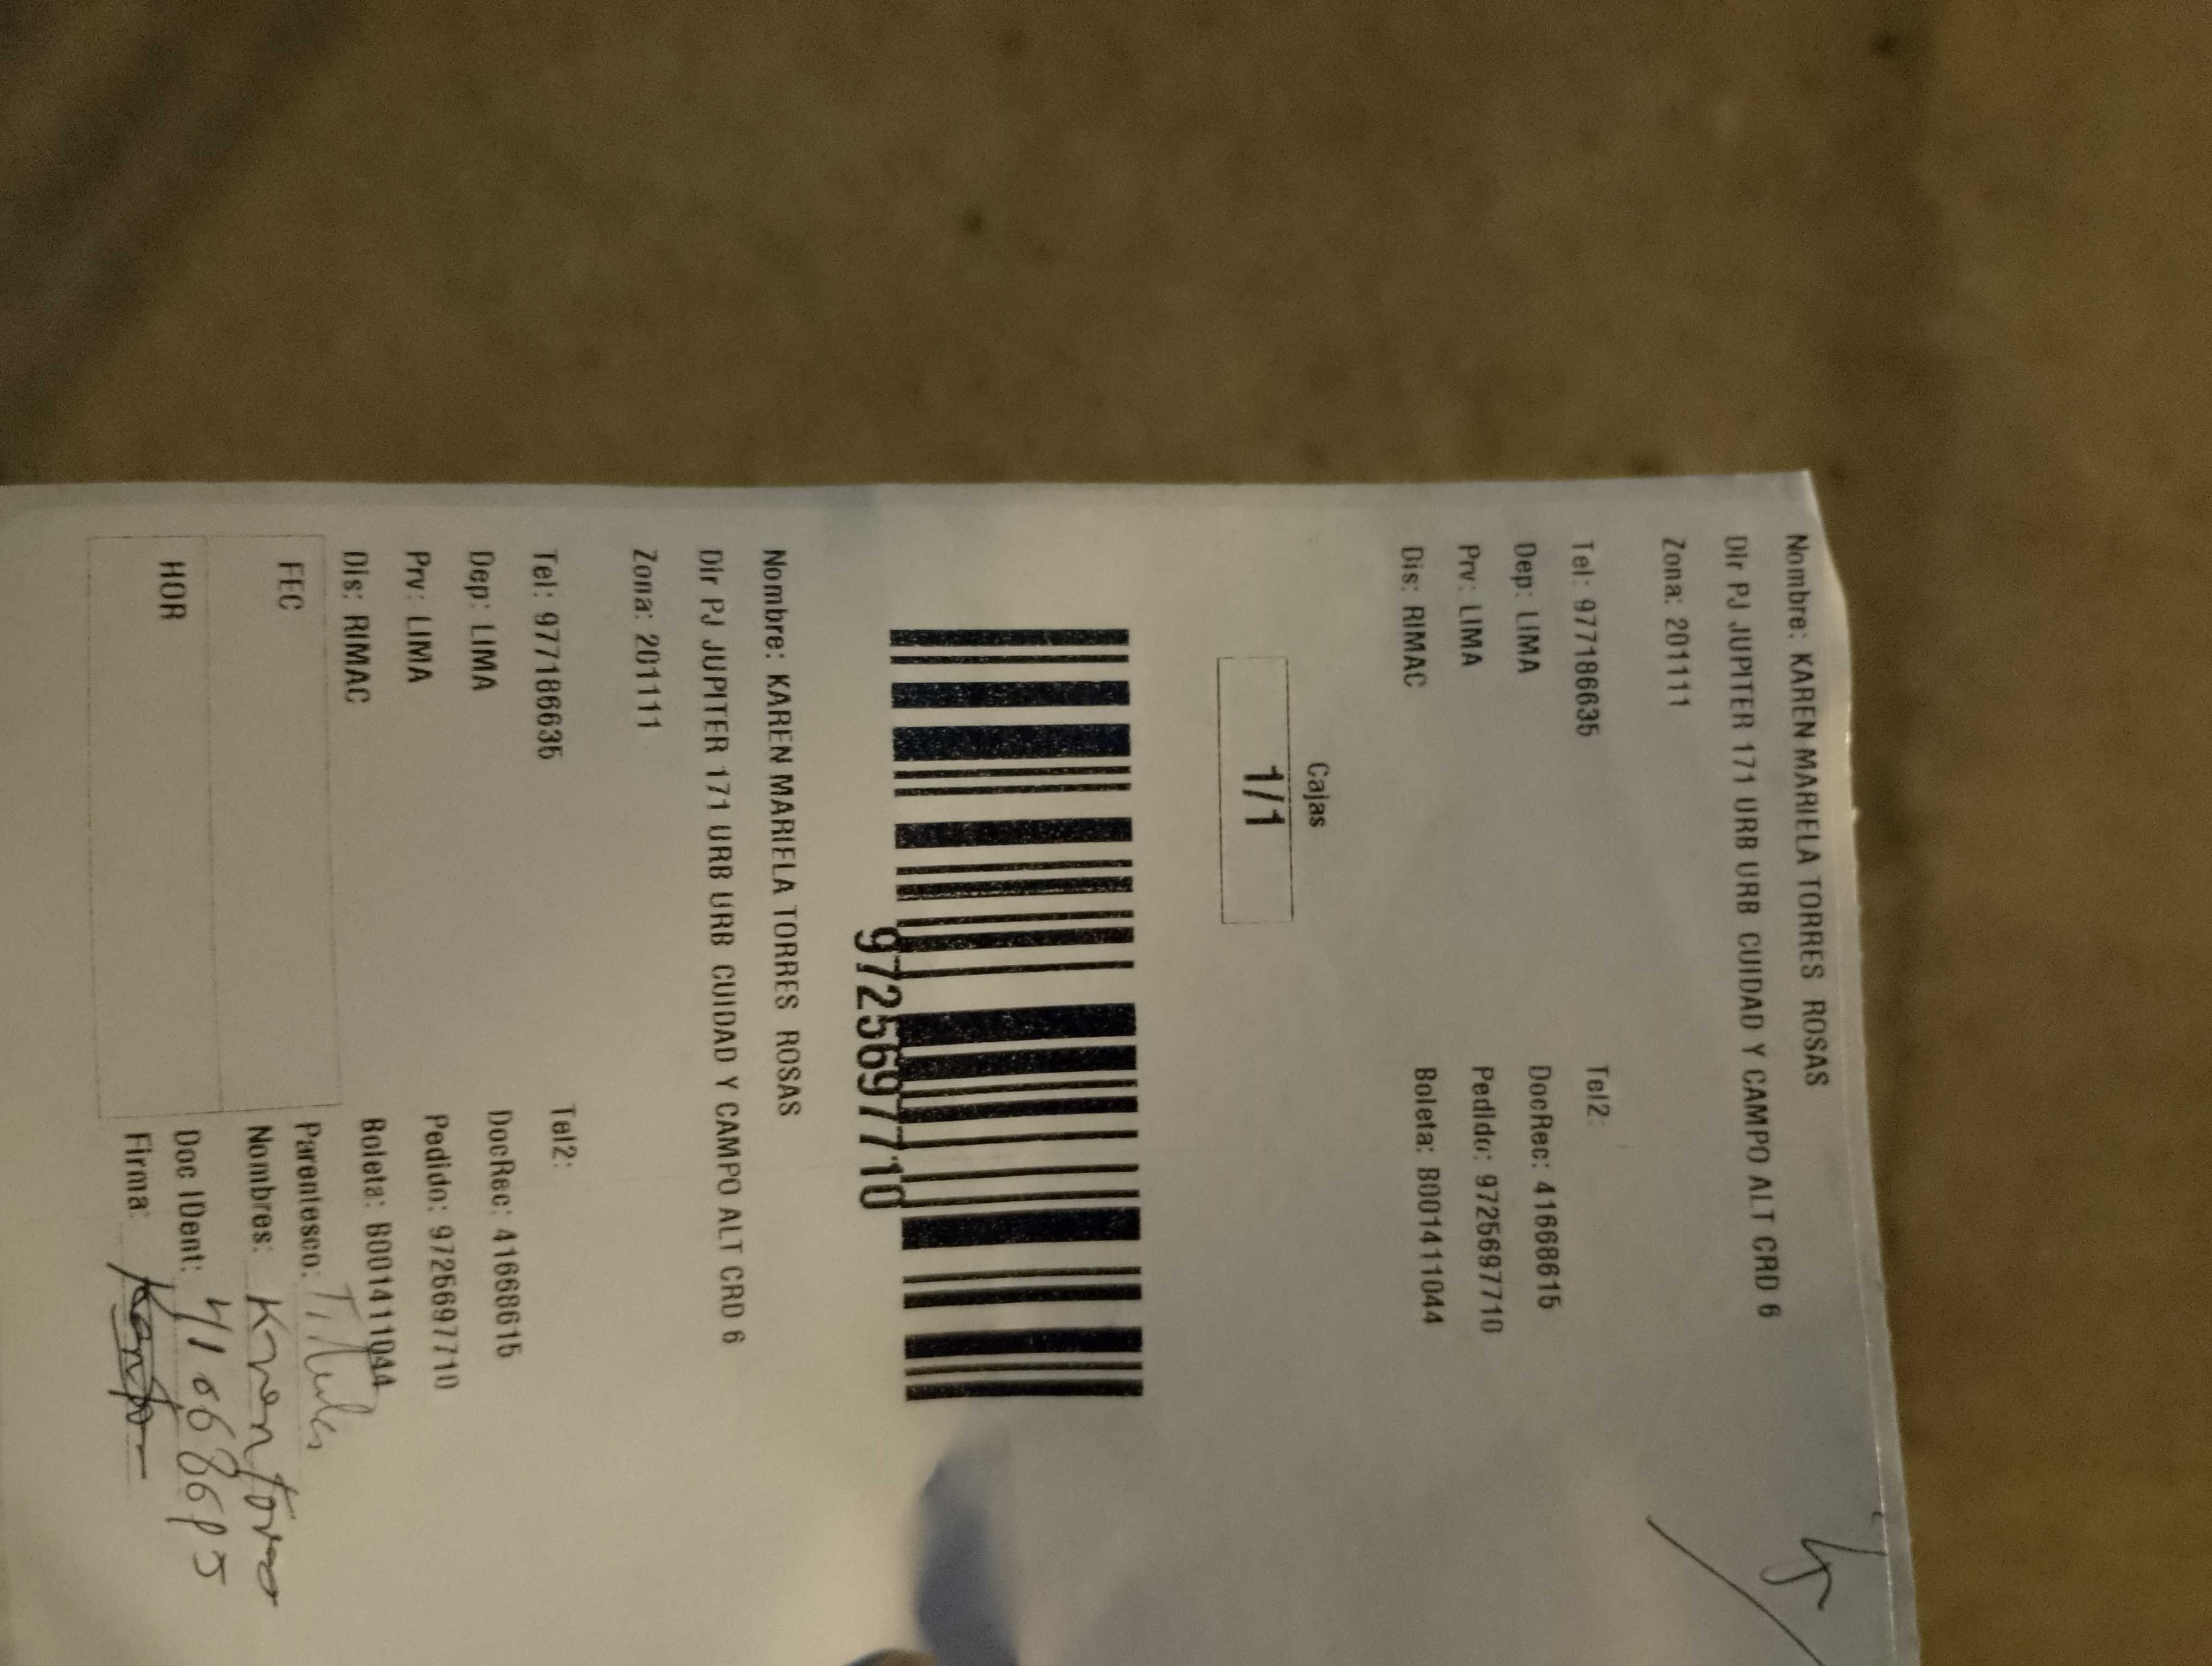 Nombre: KAREN MARIELA TORRES ROSAS
Dir PJ JUPITER 171 URB URB CUIDAD Y CAMPO ALT CRD 6
Zona: 201111
Tel: 977186635 Tel2:
Dep: LIMA DocRec: 41668615
Prv: LIMA Pedido: 9725697710
Dis: RIMAC Boleta: B001411044
Cajas
1/1
9725697710
Nombre: KAREN MARIELA TORRES ROSAS
Dir PJ JUPITER 171 URB URB CUIDAD Y CAMPO ALT CRD 6
Zona: 201111
Tel: 977186635 Tel2:
Dep: LIMA DocRec: 41668615
Prv: LIMA Pedido: 9725697710
Dis: RIMAC Boleta: B001411044
FEC Parentesco:
Nombres: Karen Torres
HOR Doc IDent:
Firma: